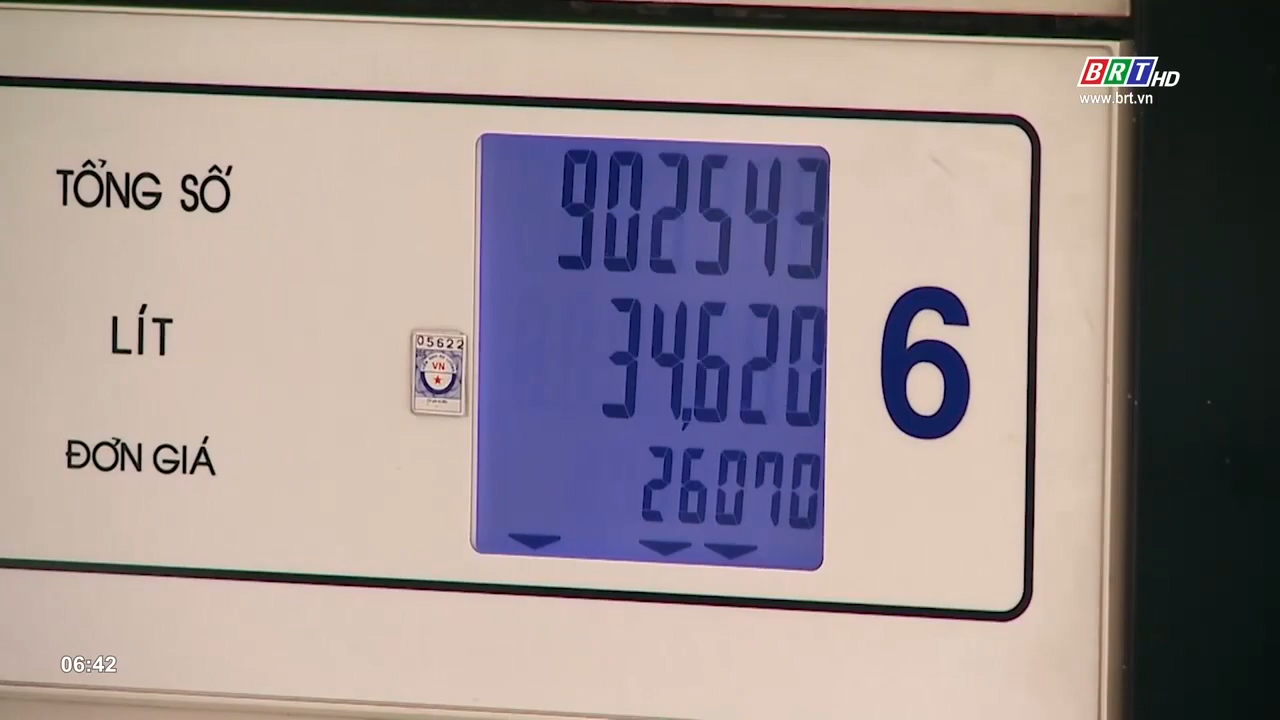 BRTHD
www.brt.vn
TỔNG SỐ
902543
LÍT
34,620
05622
VN
6
ĐƠN GIÁ
26070
06:42